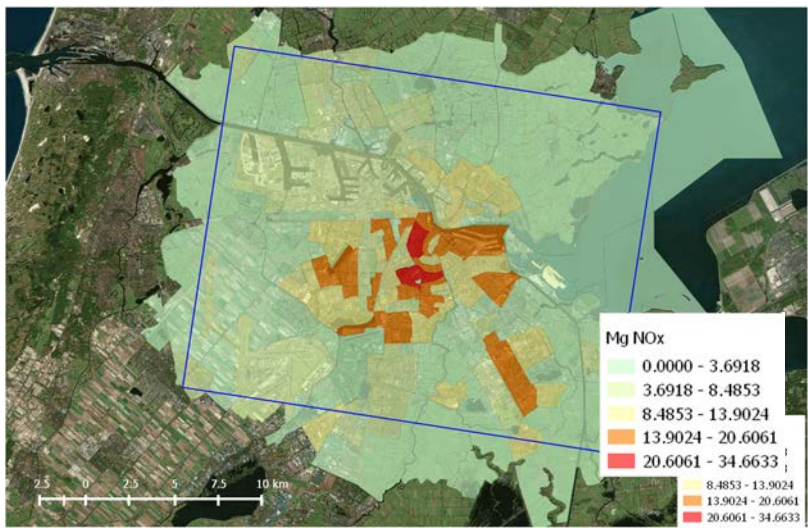 Mg NOx
0.0000 - 3.6918
3.6918 - 8.4853
8.4853 - 13.9024
13.9024 - 20.6061
20.6061 - 34.6633
8.4853 - 13.9024
13.9024 - 20.6061
20.6061 - 34.6633
2.5 0 2.5 5 7.5 10 km